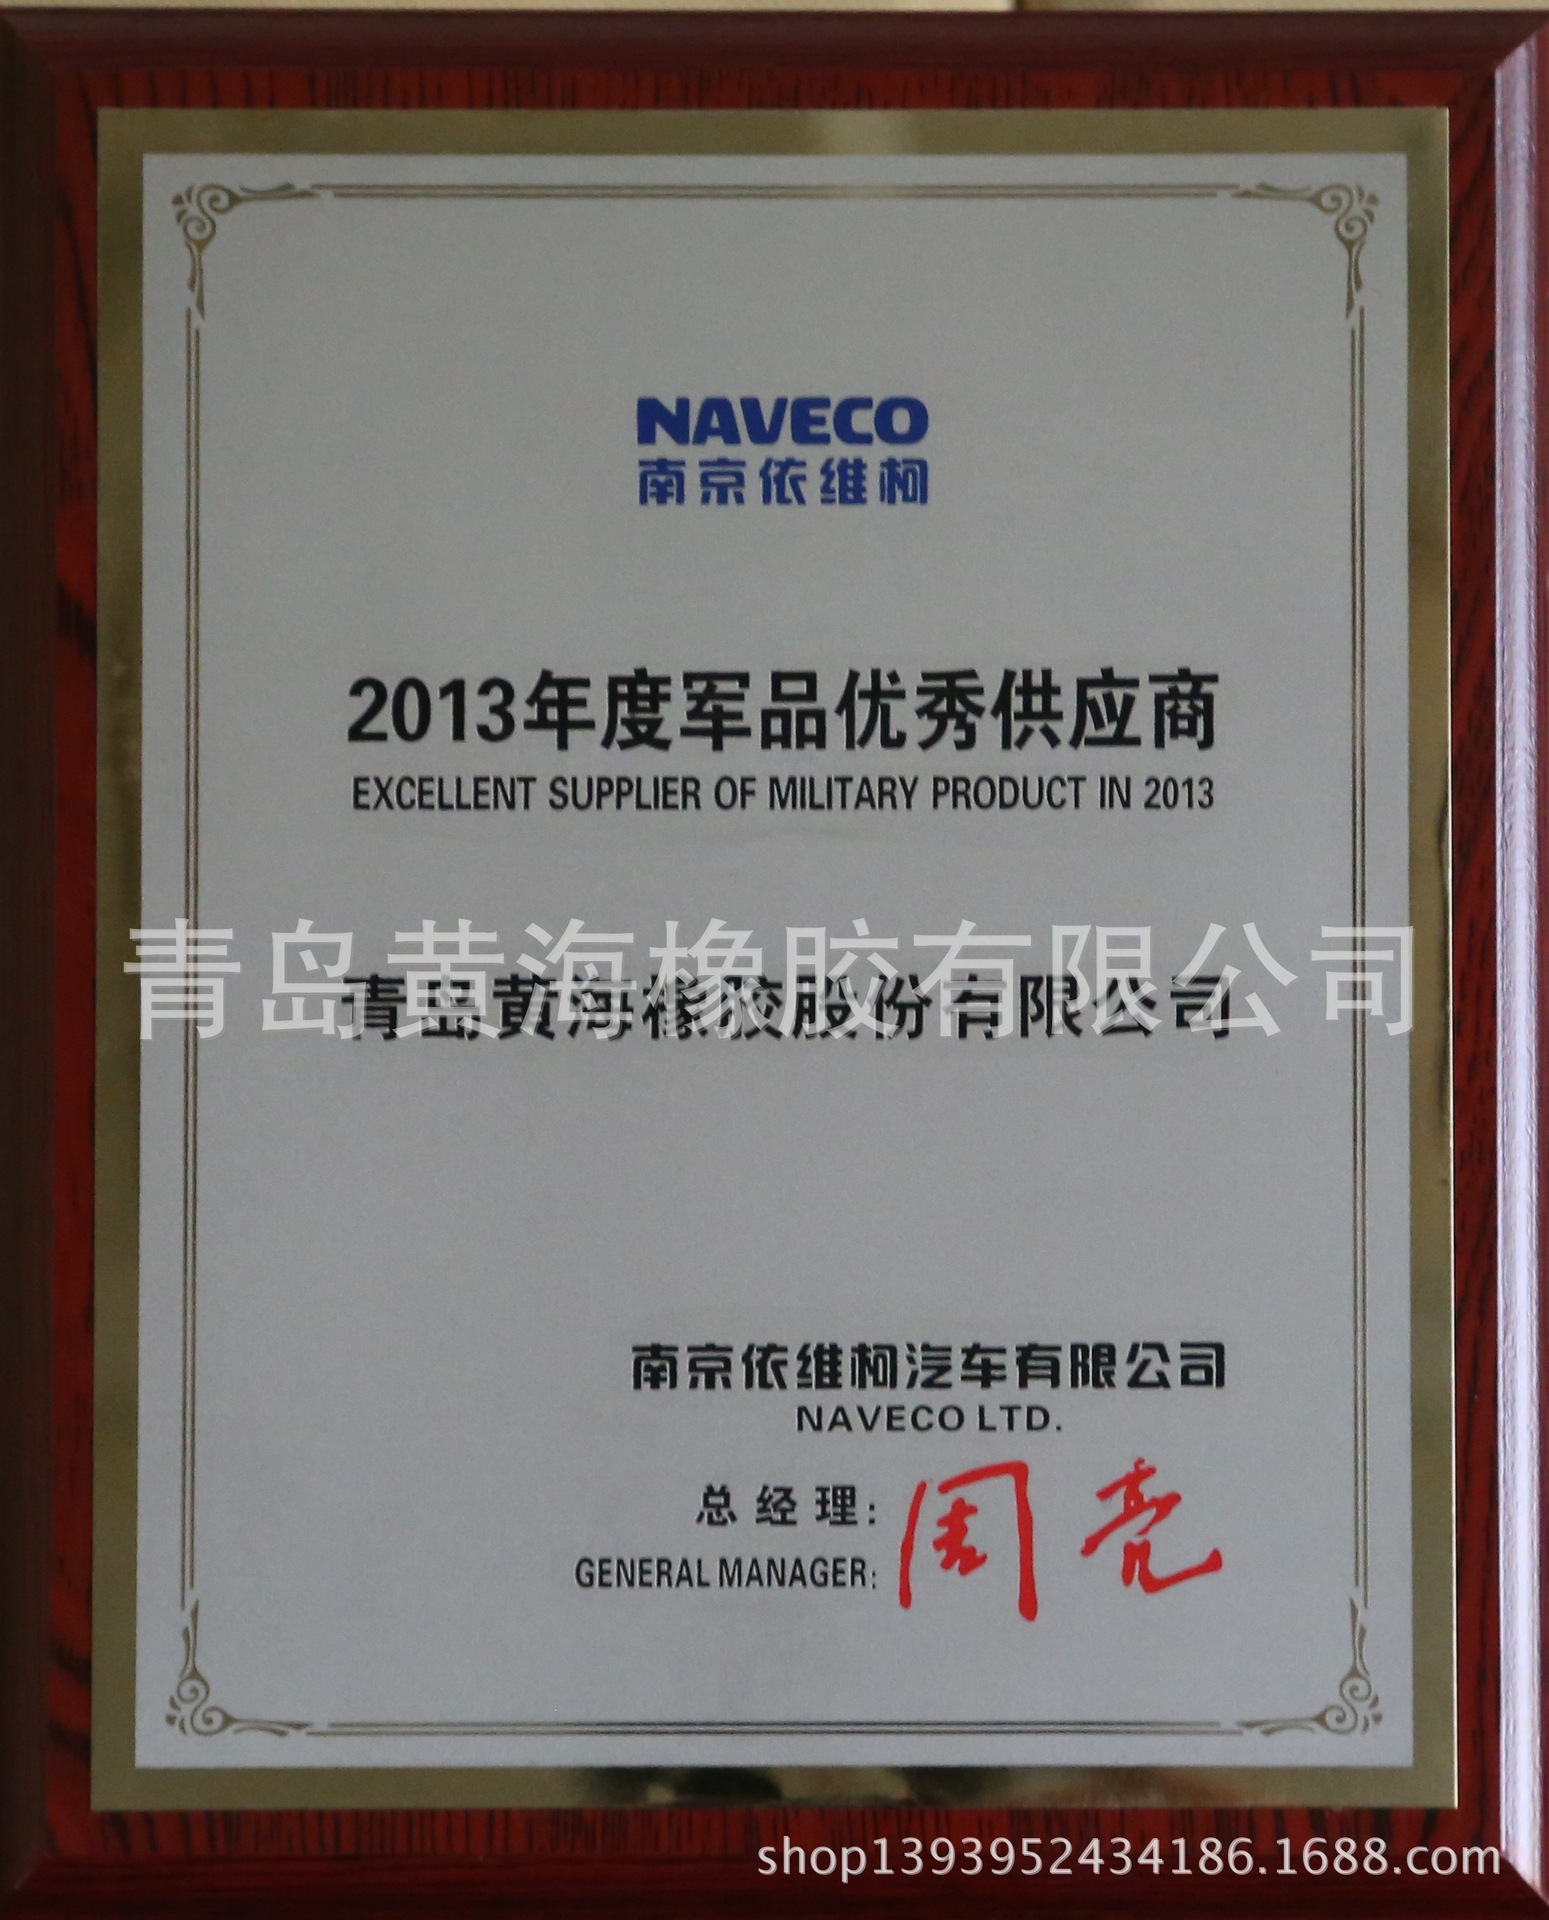 NAVECO
南京依维柯
2013年度军品优秀供应商
EXCELLENT SUPPLIER OF MILITARY PRODUCT IN 2013
青岛黄海橡胶有限公司
青岛黄海橡胶股份有限公司
南京依维柯汽车有限公司
NAVECO LTD.
总经理：
周亮
GENERAL MANAGER:
shop1393952434186.1688.com